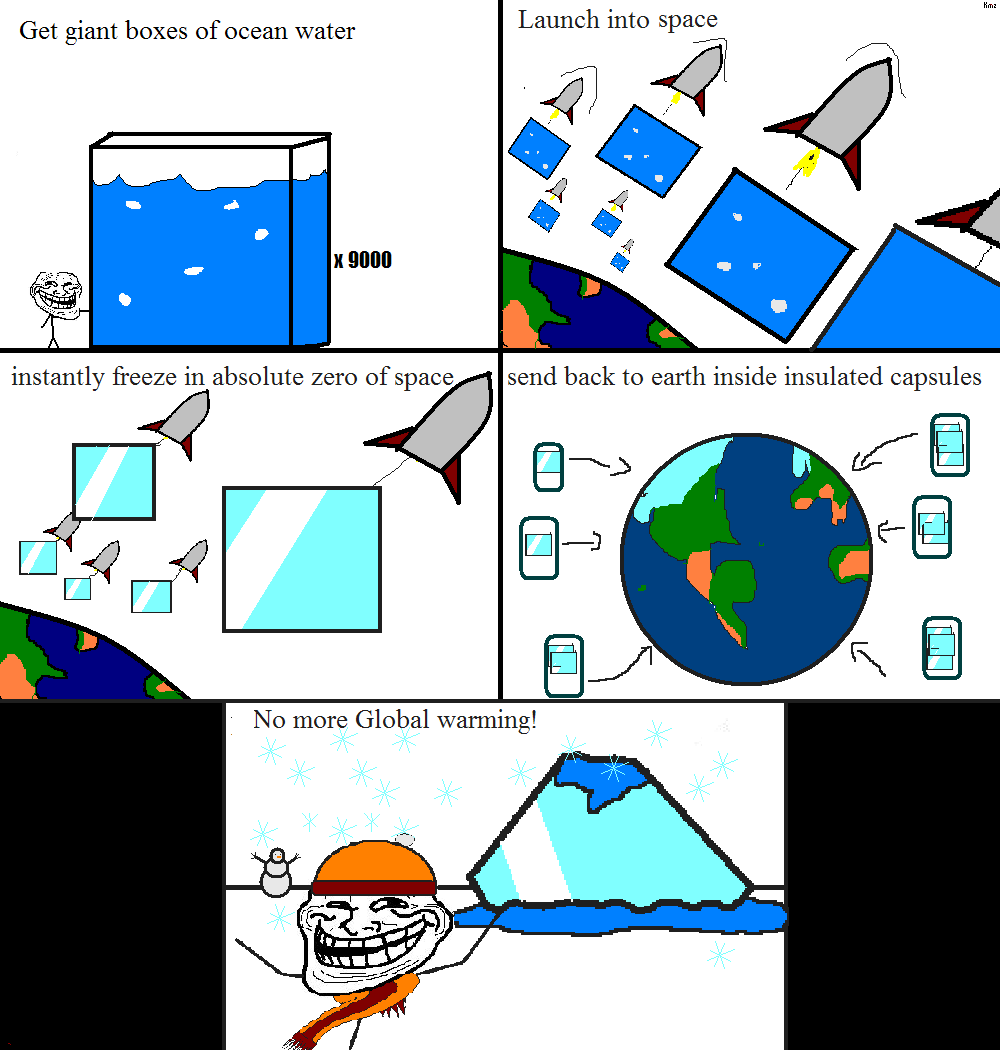 Get giant boxes of ocean water
x 9000
Launch into space
Kmz
instantly freeze in absolute zero of space
send back to earth inside insulated capsules
No more Global warming!